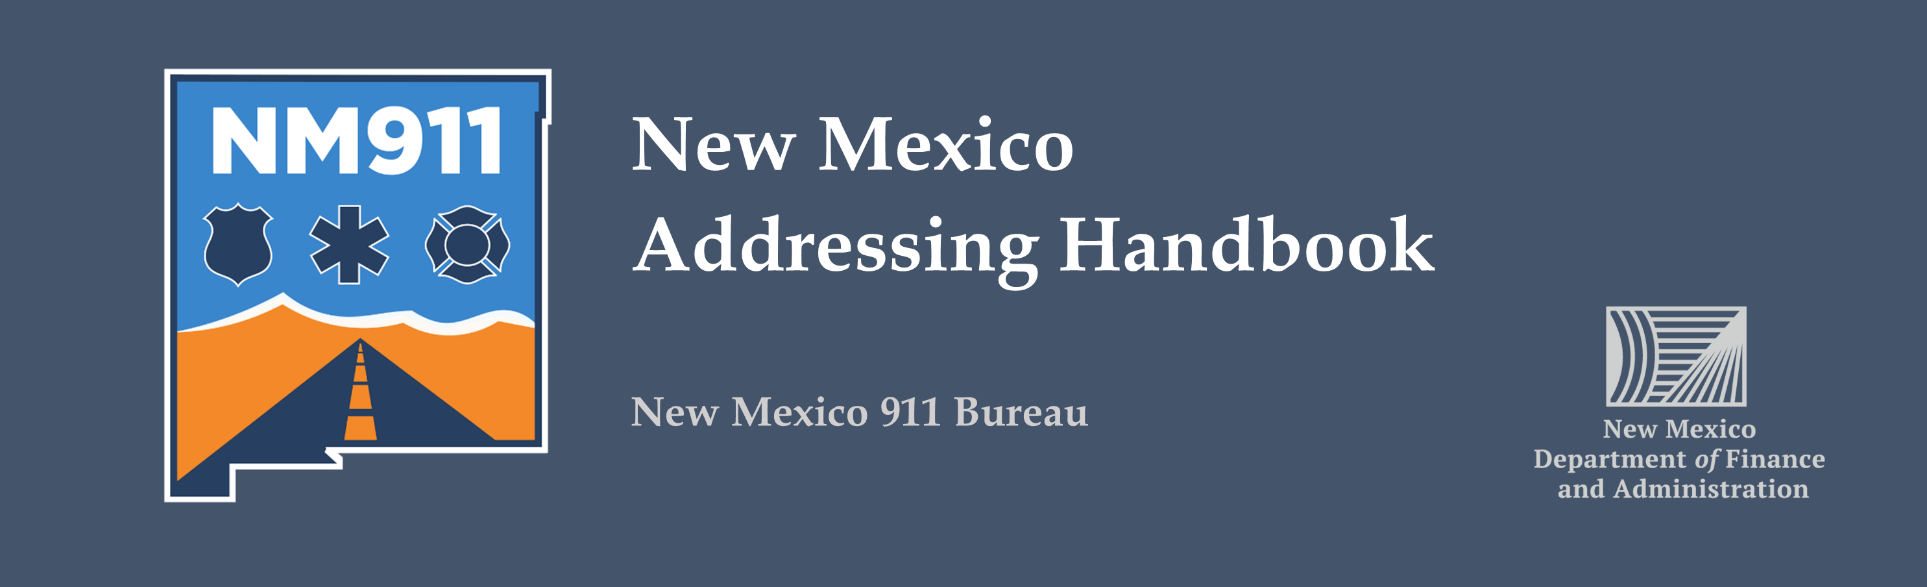 NM911
New Mexico
Addressing Handbook
New Mexico 911 Bureau
New Mexico
Department of Finance
and Administration